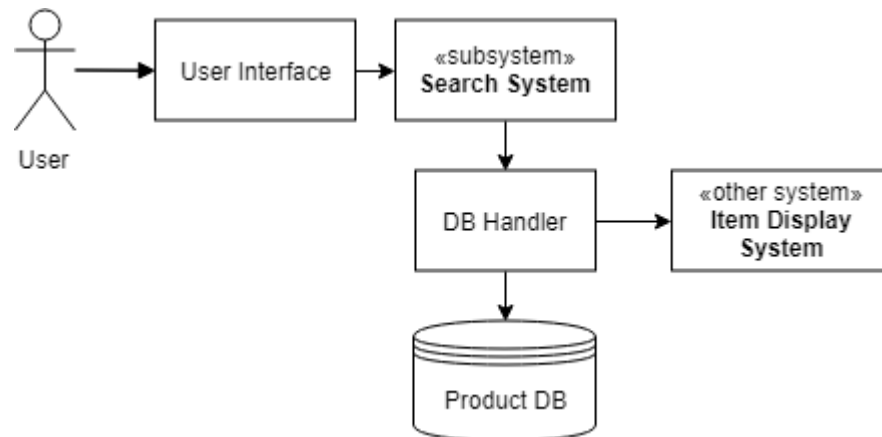 User Interface
«subsystem»
Search System
User
DB Handler
«other system»
Item Display
System
Product DB